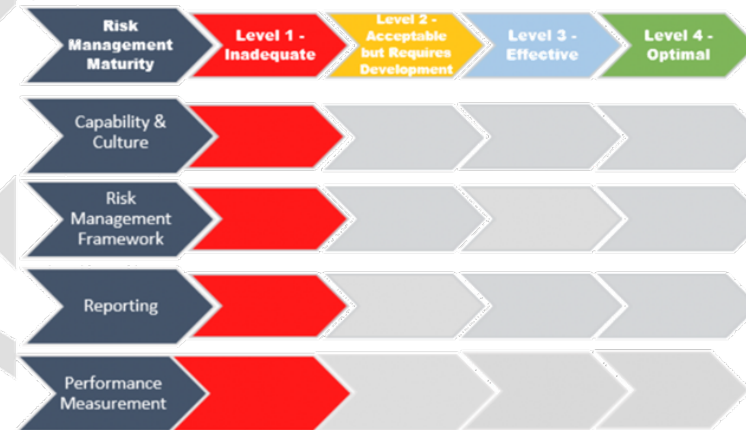 Risk
Management
Maturity
Level 1 -
Inadequate
Level 2 -
Acceptable
but Requires
Development
Level 3 -
Effective
Level 4 -
Optimal
Capability &
Culture
Risk
Management
Framework
Reporting
Performance
Measurement